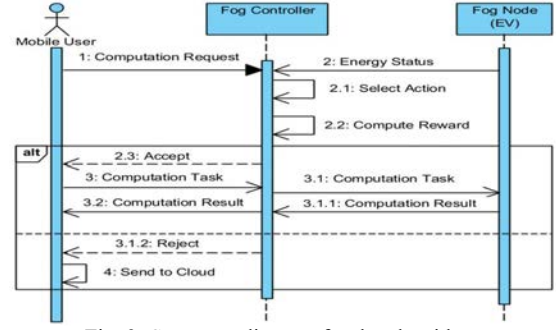 Fog Controller
Fog Node
(EV)
Mobile User
1: Computation Request
2: Energy Status
2.1: Select Action
2.2: Compute Reward
alt
2.3: Accept
3: Computation Task
3.1: Computation Task
3.2: Computation Result
3.1.1: Computation Result
3.1.2: Reject
4: Send to Cloud